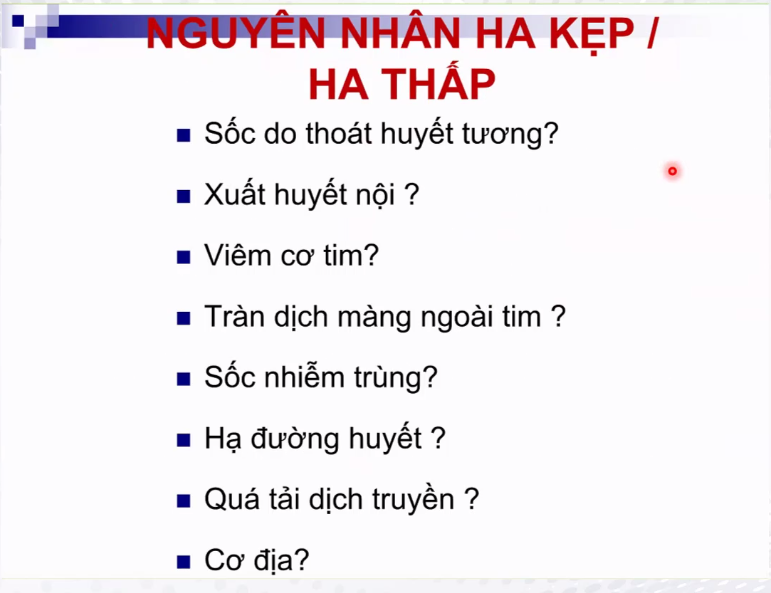 NGUYÊN NHÂN HA KẸP /
HA THẤP
Sốc do thoát huyết tương?
Xuất huyết nội ?
Viêm cơ tim?
Tràn dịch màng ngoài tim ?
Sốc nhiễm trùng?
Hạ đường huyết ?
Quá tải dịch truyền ?
Cơ địa?